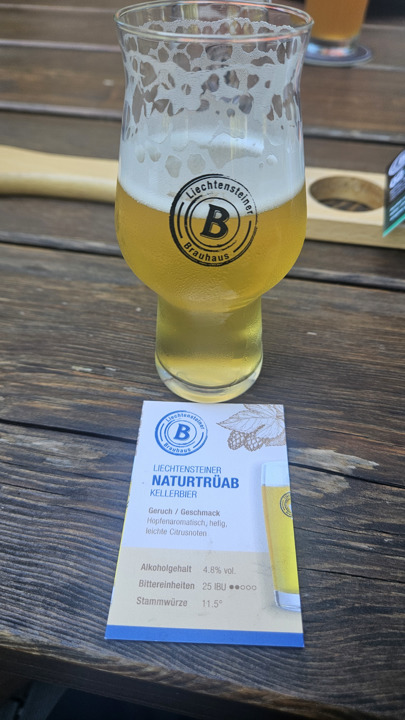 Liechtensteiner
B
Brauhaus
Liechtensteiner
B
Brauhaus
LIECHTENSTEINER
NATURTRÜAB
KELLERBIER
Geruch / Geschmack
Hopfenaromatisch, hefig,
leichte Citrusnoten
Alkoholgehalt 4.8% vol.
Bittereinheiten 25 IBU
Stammwürze 11.5°